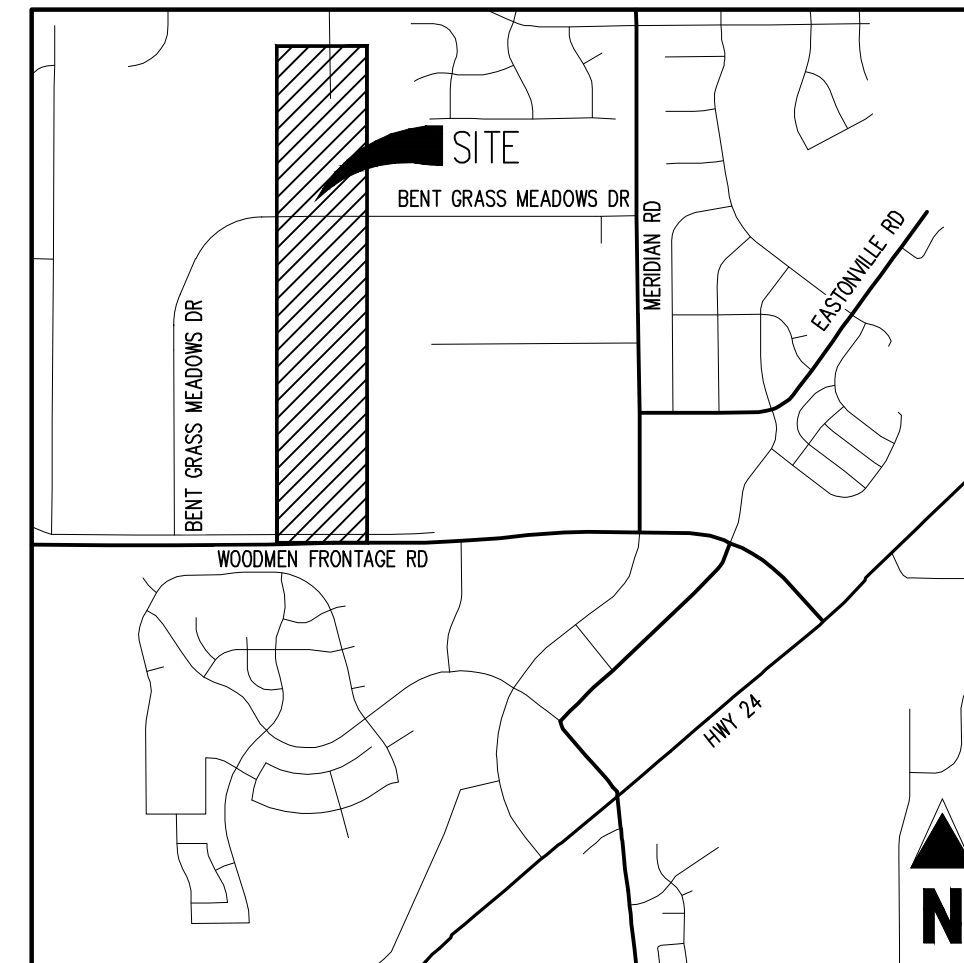 SITE
BENT GRASS MEADOWS DR
MERIDIAN RD
EASTONVILLE RD
BENT GRASS MEADOWS DR
WOODMEN FRONTAGE RD
HWY 24
N